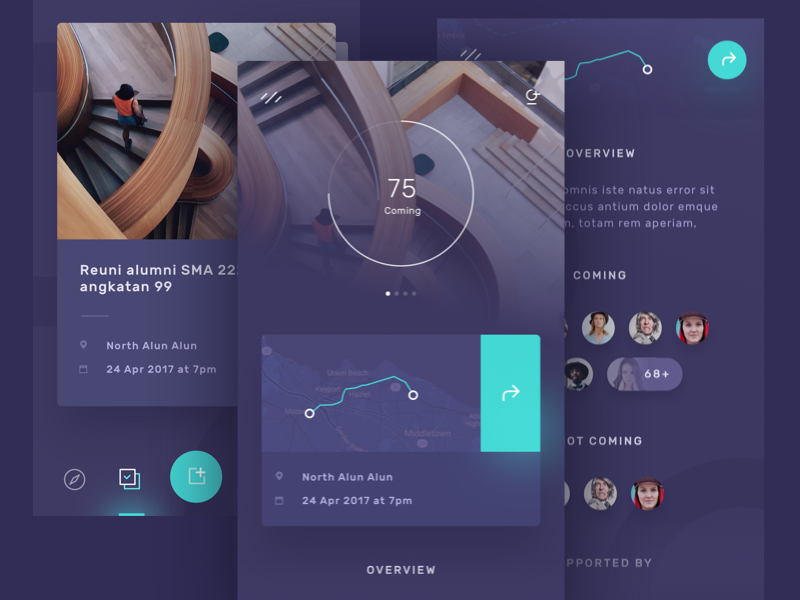 Reuni alumni SMA 22
angkatan 99
North Alun Alun
24 Apr 2017 at 7pm
75
Coming
Union Beach
Keyport
Hazlet
Middletown
North Alun Alun
24 Apr 2017 at 7pm
OVERVIEW
OVERVIEW
omnis iste natus error sit
ccus antium dolor emque
totam rem aperiam,
COMING
68+
OT COMING
PPORTED BY